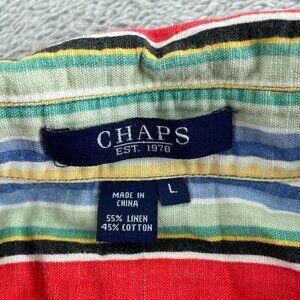 CHAPS
EST. 1978
L
MADE IN
CHINA
55% LINEN
45% COTTON